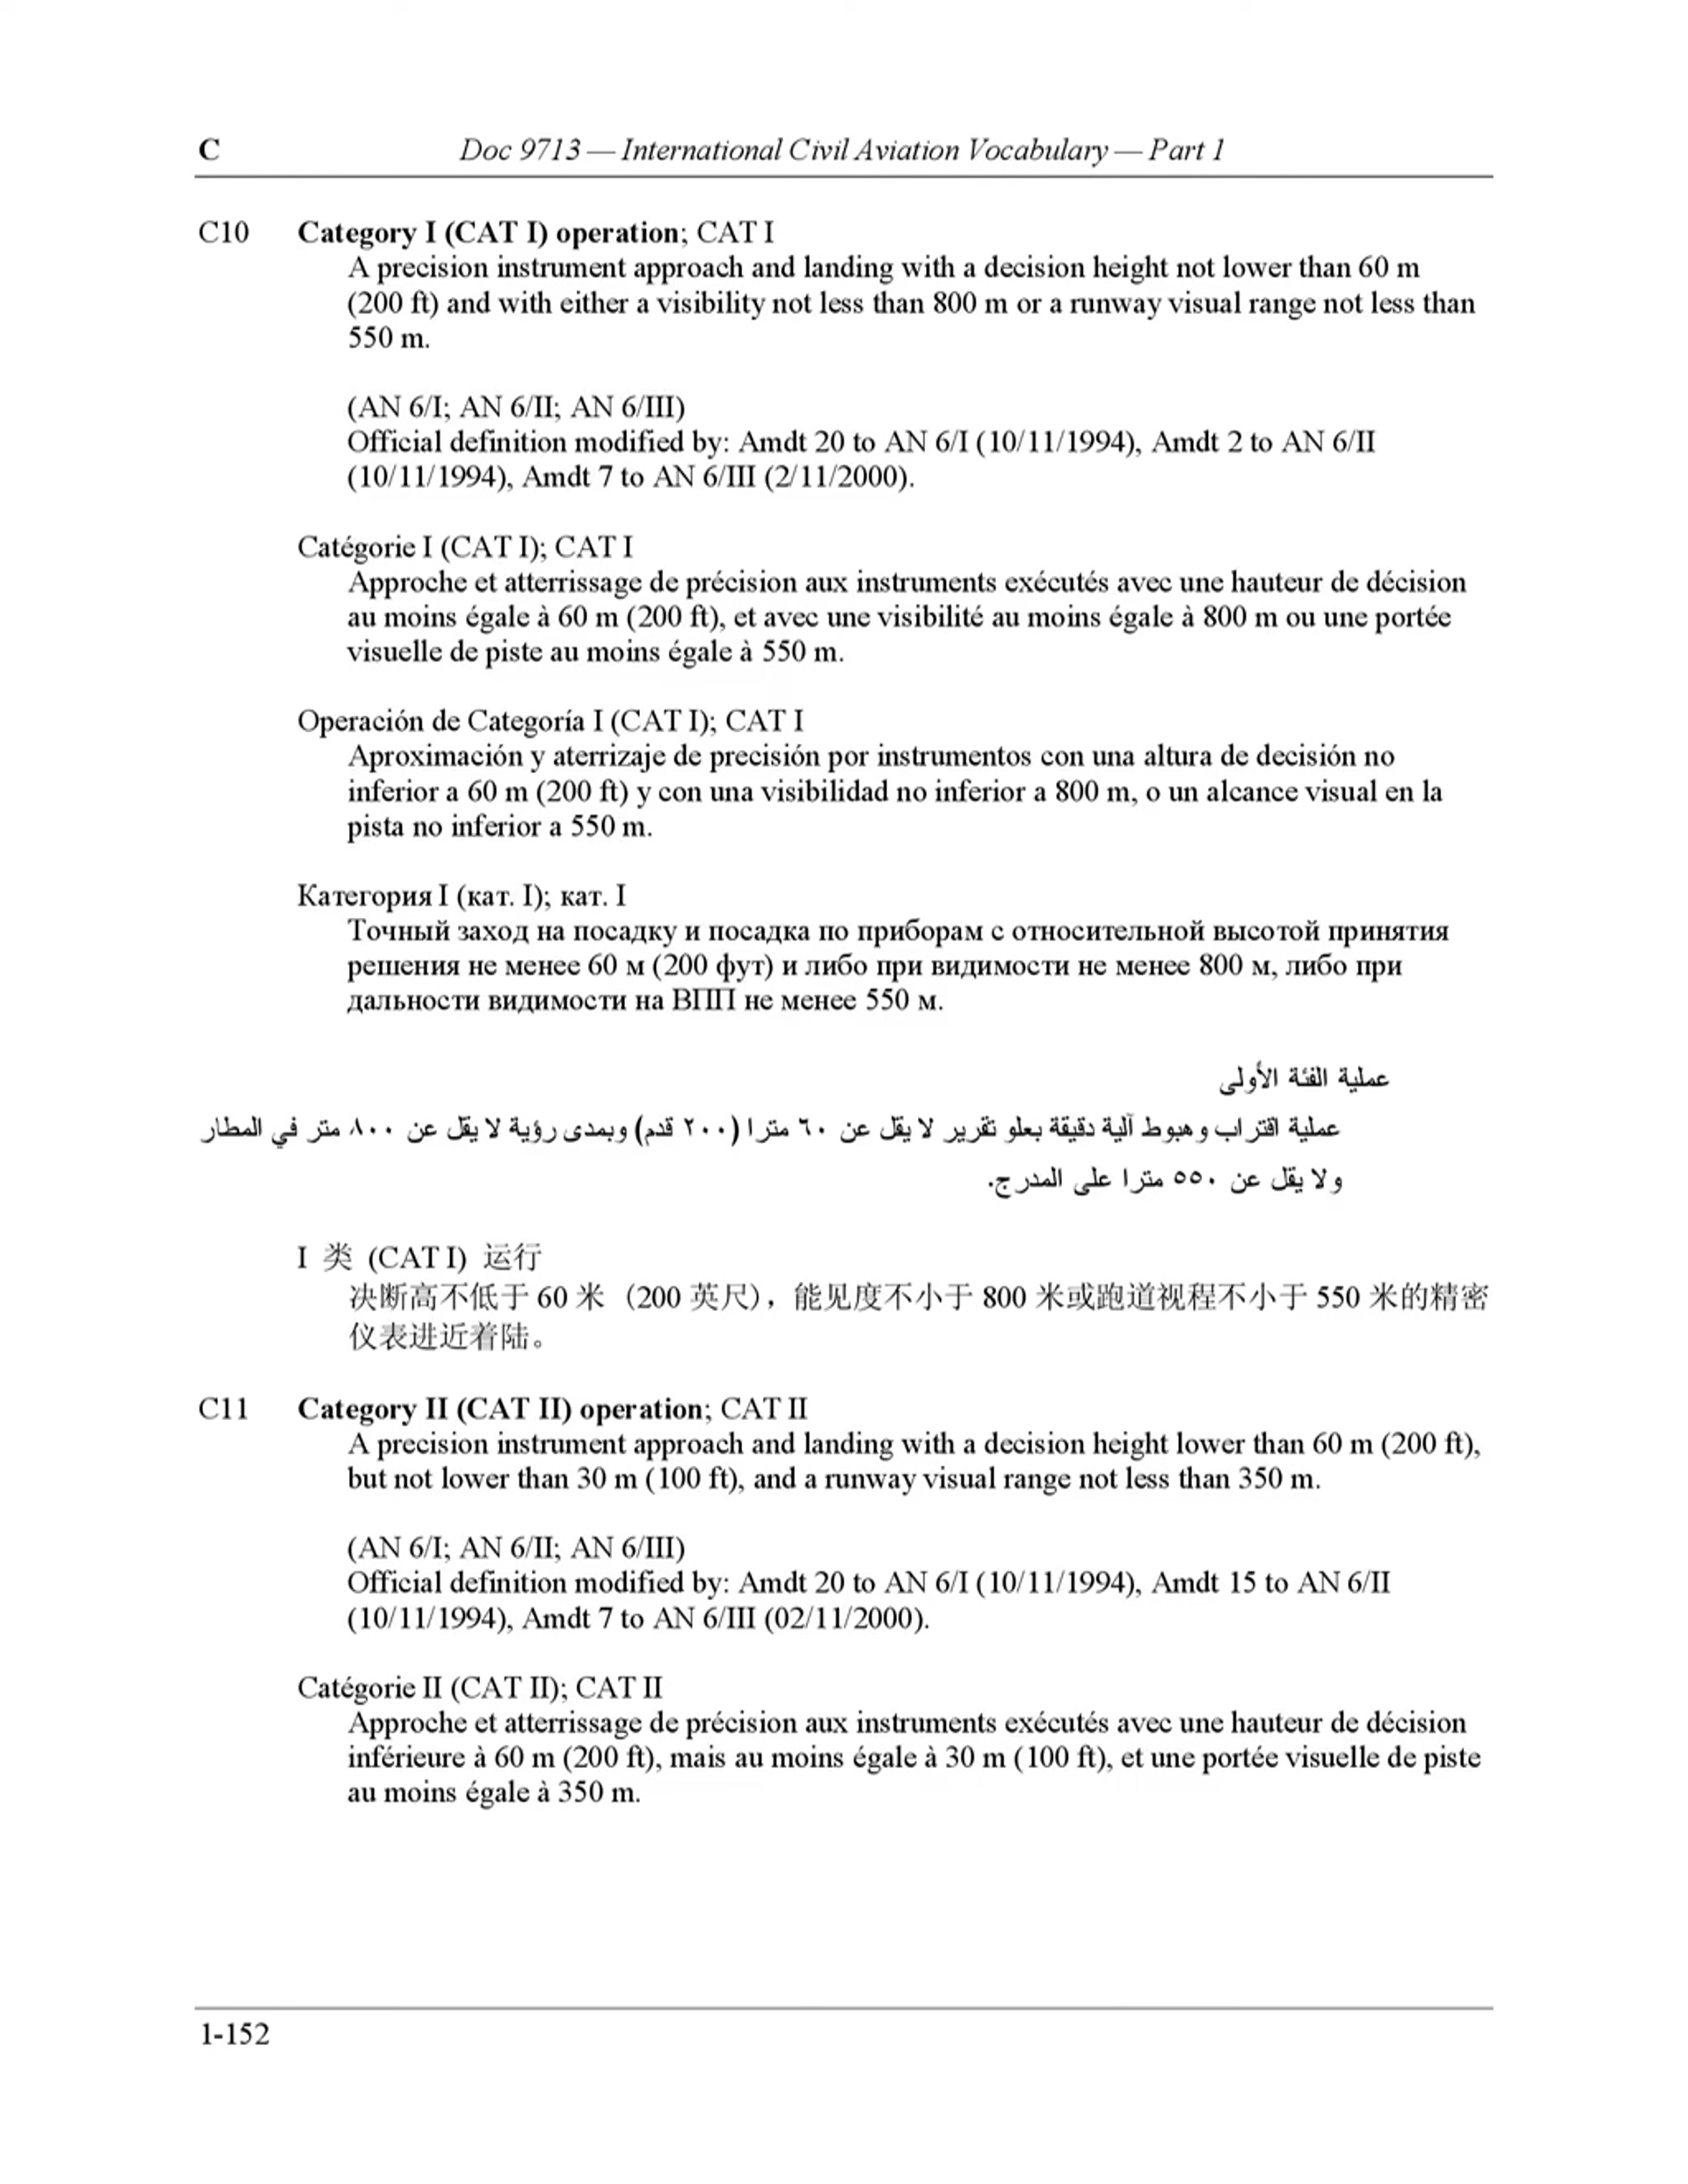 C Doc 9713 — International Civil Aviation Vocabulary — Part 1
C10 Category I (CAT I) operation; CAT I
A precision instrument approach and landing with a decision height not lower than 60 m
(200 ft) and with either a visibility not less than 800 m or a runway visual range not less than
550 m.
(AN 6/I; AN 6/II; AN 6/III)
Official definition modified by: Amdt 20 to AN 6/I (10/11/1994), Amdt 2 to AN 6/II
(10/11/1994), Amdt 7 to AN 6/III (2/11/2000).
Catégorie I (CAT I); CAT I
Approche et atterrissage de précision aux instruments exécutés avec une hauteur de décision
au moins égale à 60 m (200 ft), et avec une visibilité au moins égale à 800 m ou une portée
visuelle de piste au moins égale à 550 m.
Operación de Categoría I (CAT I); CAT I
Aproximación y aterrizaje de precisión por instrumentos con una altura de decisión no
inferior a 60 m (200 ft) y con una visibilidad no inferior a 800 m, o un alcance visual en la
pista no inferior a 550 m.
Категория I (кат. I); кат. I
Точный заход на посадку и посадка по приборам с относительной высотой принятия
решения не менее 60 м (200 фут) и либо при видимости не менее 800 м, либо при
дальности видимости на ВПП не менее 550 м.
عملية الفئة الأولى
عملية اقتراب وهبوط آلية دقيقة بعلو تقرير لا يقل عن ٦٠ مترا (٢٠٠ قدم) وبمدى رؤية لا يقل عن ٨٠٠ متر في المطار
ولا يقل عن ٥٥٠ مترا على المدرج.
I 类 (CAT I) 运行
决断高不低于 60 米（200 英尺），能见度不小于 800 米或跑道视程不小于 550 米的精密
仪表进近着陆。
C11 Category II (CAT II) operation; CAT II
A precision instrument approach and landing with a decision height lower than 60 m (200 ft),
but not lower than 30 m (100 ft), and a runway visual range not less than 350 m.
(AN 6/I; AN 6/II; AN 6/III)
Official definition modified by: Amdt 20 to AN 6/I (10/11/1994), Amdt 15 to AN 6/II
(10/11/1994), Amdt 7 to AN 6/III (02/11/2000).
Catégorie II (CAT II); CAT II
Approche et atterrissage de précision aux instruments exécutés avec une hauteur de décision
inférieure à 60 m (200 ft), mais au moins égale à 30 m (100 ft), et une portée visuelle de piste
au moins égale à 350 m.
1-152